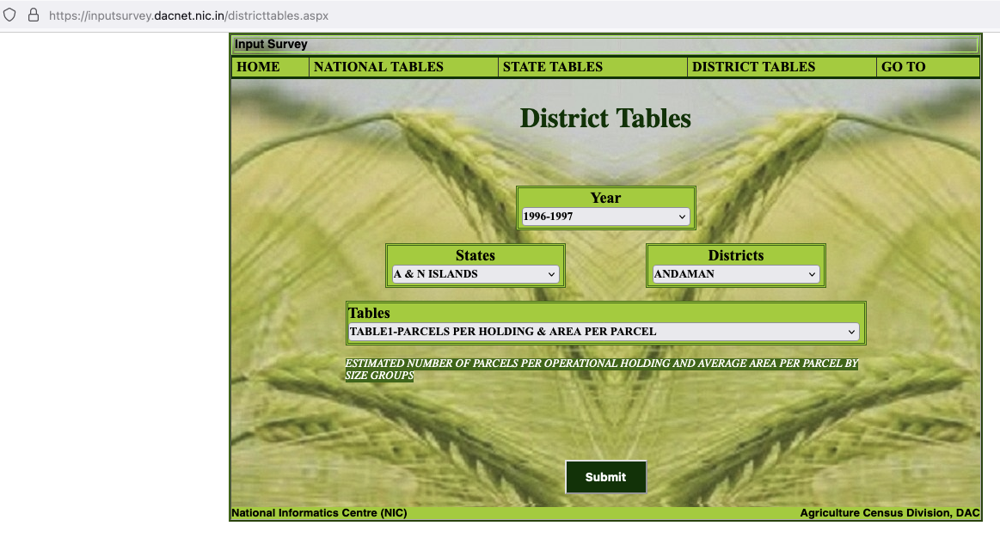 https://inputsurvey.dacnet.nic.in/districttables.aspx
Input Survey
HOME NATIONAL TABLES STATE TABLES DISTRICT TABLES GO TO
District Tables
Year
1996-1997
States
A & N ISLANDS
Districts
ANDAMAN
Tables
TABLE1-PARCELS PER HOLDING & AREA PER PARCEL
ESTIMATED NUMBER OF PARCELS PER OPERATIONAL HOLDING AND AVERAGE AREA PER PARCEL BY
SIZE GROUPS
Submit
National Informatics Centre (NIC) Agriculture Census Division, DAC